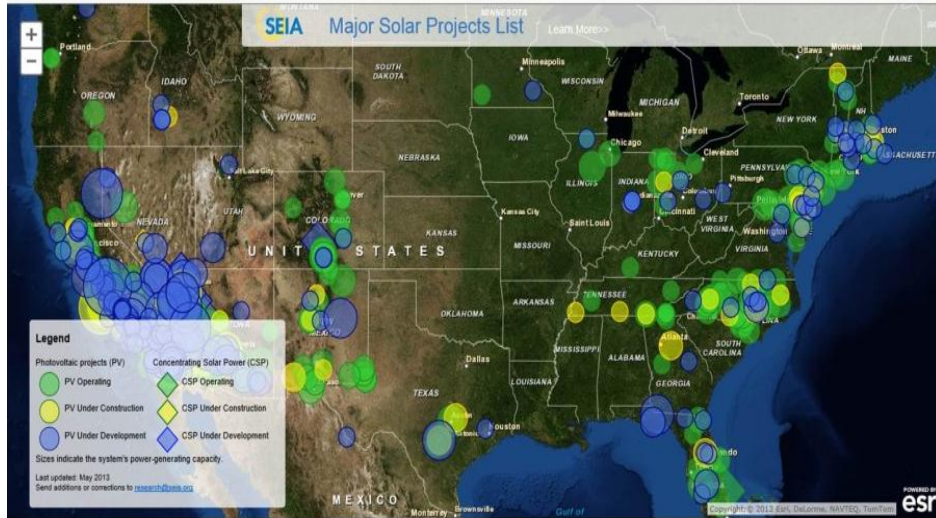 SEIA Major Solar Projects List Learn More>>
+
−
Portland
OREGON
IDAHO
WYOMING
SOUTH DAKOTA
MINNESOTA
Minneapolis
WISCONSIN
MICHIGAN
Ottawa
Montreal
MAINE
Toronto
NEW YORK
NH
MASSACHUSETTS
Milwaukee
Detroit
Chicago
Cleveland
IOWA
NEBRASKA
Salt Lake City
NEVADA
UTAH
COLORADO
ILLINOIS
INDIANA
Pittsburgh
Cincinnati
Washington
WEST VIRGINIA
VIRGINIA
Kansas City
KANSAS
Saint Louis
MISSOURI
UNITED STATES
KENTUCKY
TENNESSEE
OKLAHOMA
ARKANSAS
MISSISSIPPI
ALABAMA
Atlanta
SOUTH CAROLINA
GEORGIA
Dallas
TEXAS
LOUISIANA
Austin
Houston
MEXICO
Monterrey
Brownsville
Gulf of
Legend
Photovoltaic projects (PV) Concentrating Solar Power (CSP)
PV Operating CSP Operating
PV Under Construction CSP Under Construction
PV Under Development CSP Under Development
Sizes indicate the system's power-generating capacity.
Last updated: May 2013
Send additions or corrections to research@seia.org
POWERED BY
esri
Copyright: © 2013 Esri, DeLorme, NAVTEQ, TomTom